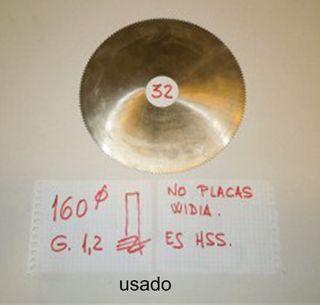 32
160 ø
G. 1,2
NO PLACAS
WIDIA.
ES HSS.
usado